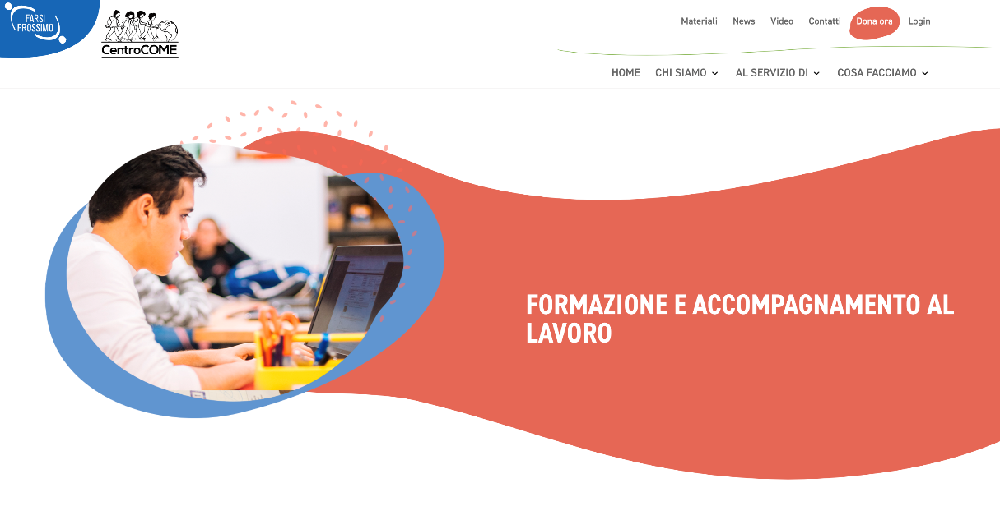 FARSI
PROSSIMO
CentroCOME
Materiali News Video Contatti Dona ora Login
HOME CHI SIAMO AL SERVIZIO DI COSA FACCIAMO
FORMAZIONE E ACCOMPAGNAMENTO AL
LAVORO